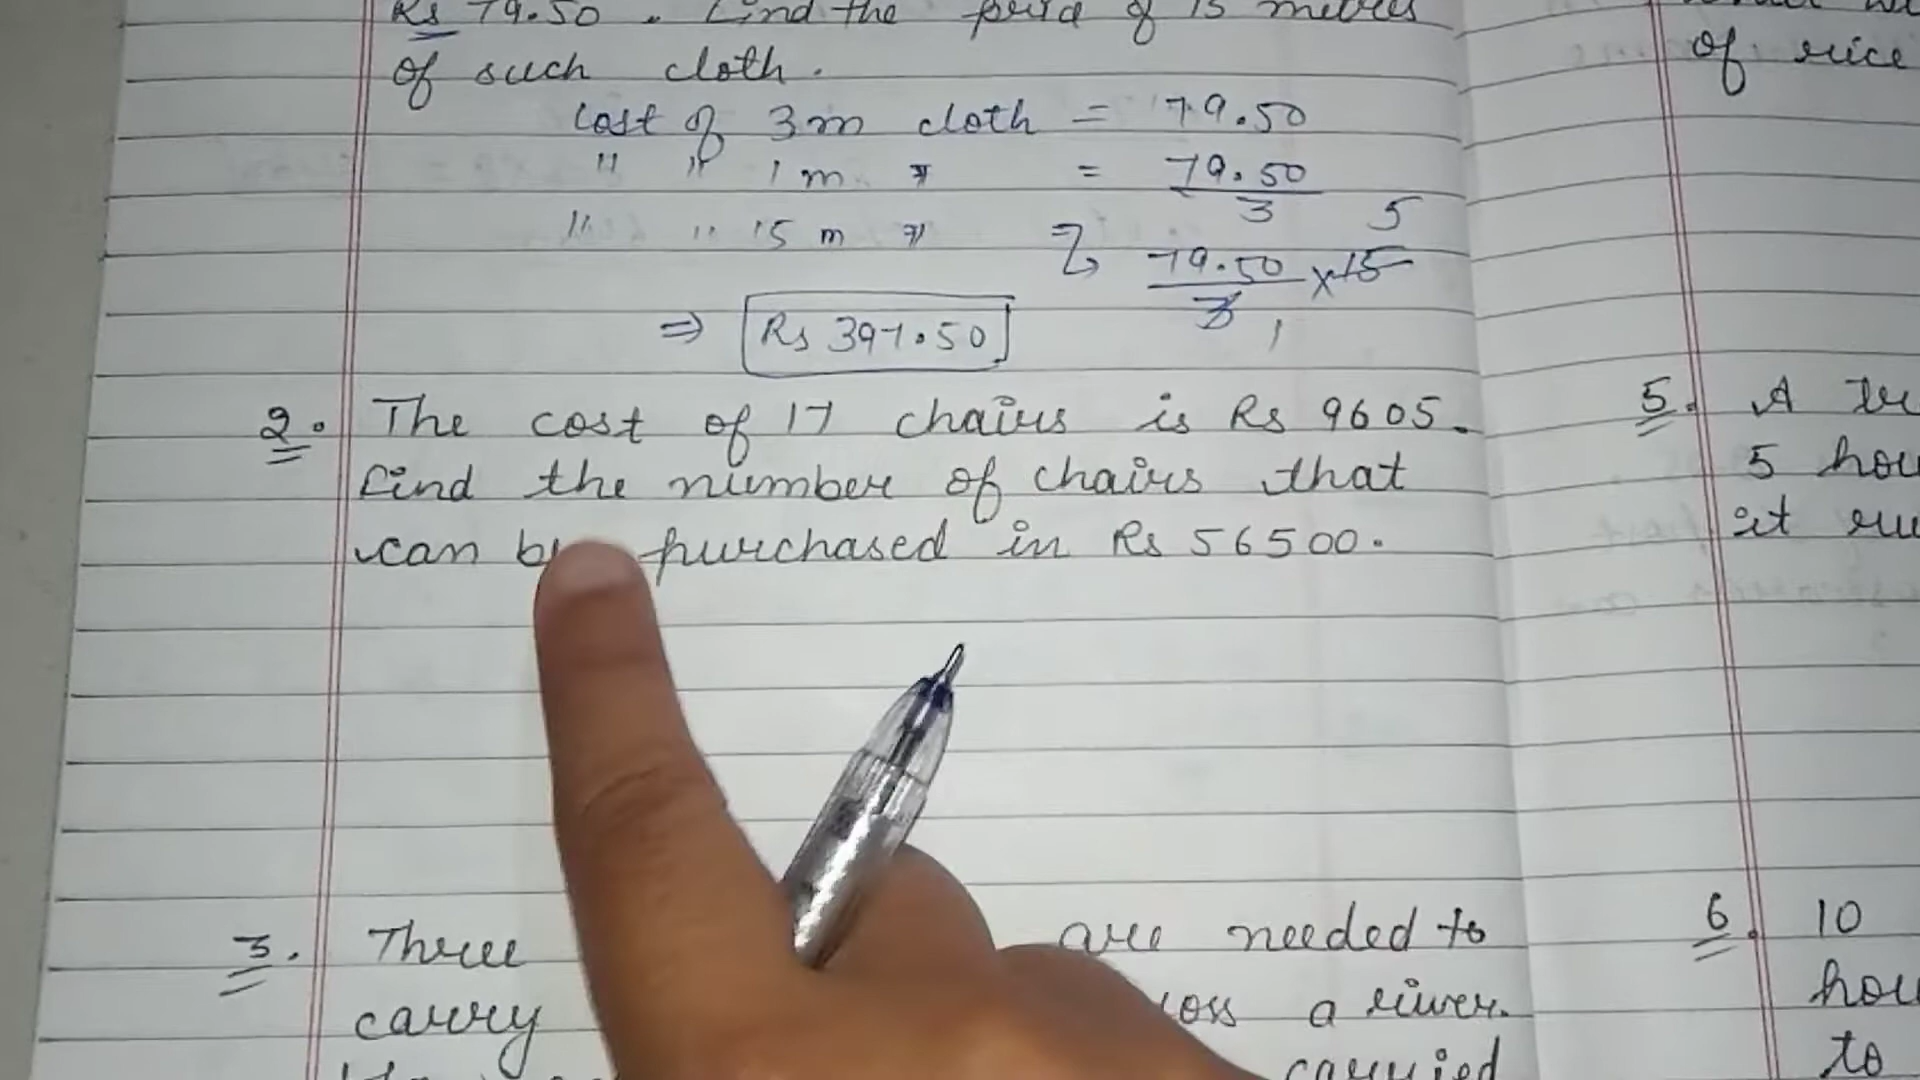 Rs 79.50. Find the price of 15 metres
of such cloth.
Cost of 3m cloth = 79.50
" " 1 m " = 79.50
3
" " 15 m " 79.50 × 15 5
3 1
⇒ Rs 397.50
2. The cost of 17 chairs is Rs 9605.
Find the number of chairs that
can be purchased in Rs 56500.
3. Three are needed to
carry a river.
carried
of rice
5. A
5
it
6. 10
to